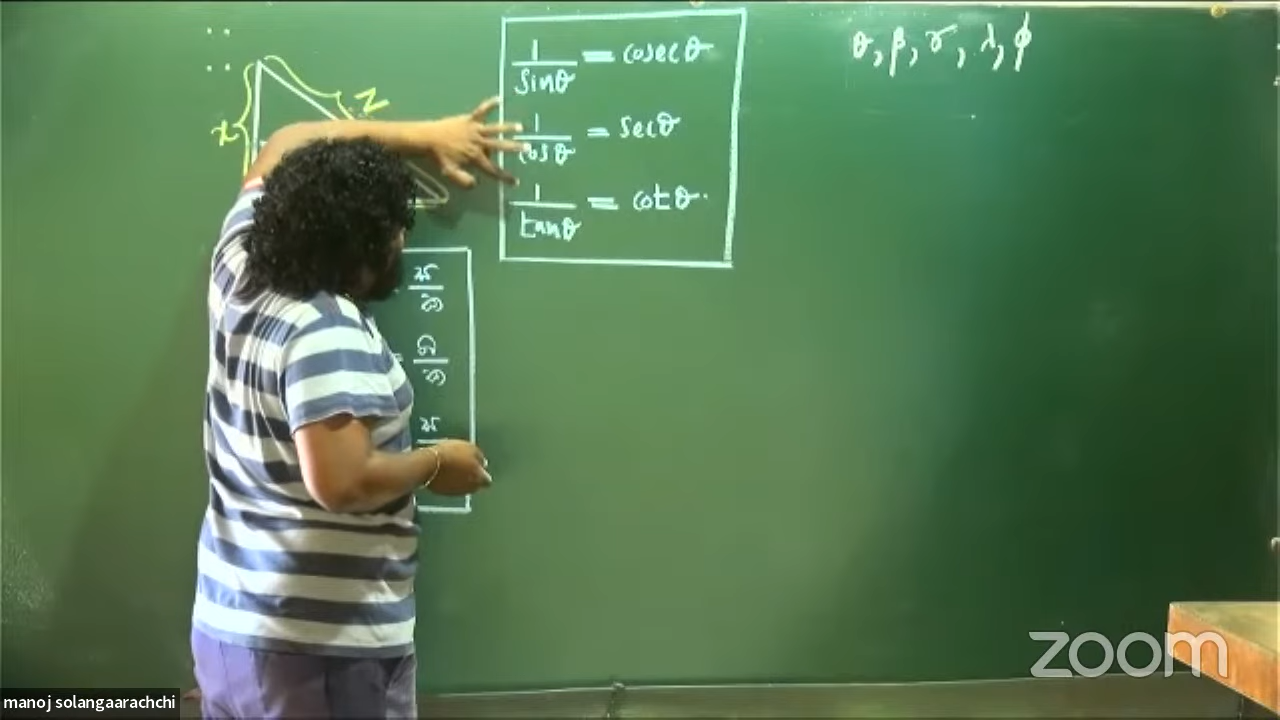 x
z
1/sinθ = cosecθ
1/cosθ = secθ
1/tanθ = cotθ
θ, β, γ, λ, φ
zoom
manoj solangaarachchi